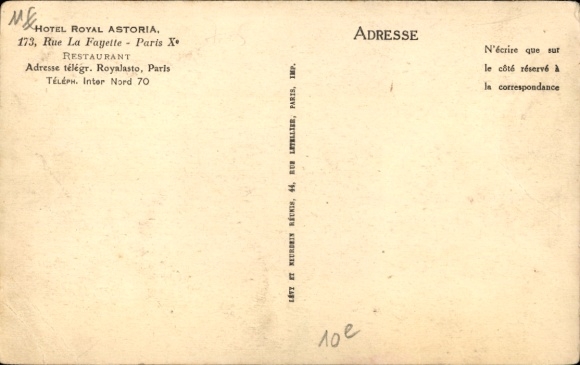 HOTEL ROYAL ASTORIA,
173, Rue La Fayette - Paris Xe
RESTAURANT
Adresse télégr. Royalasto, Paris
TÉLÉPH. Inter Nord 70
LÉVY ET NEURDEIN RÉUNIS, 44, RUE LETELLIER, PARIS, IMP.
ADRESSE
N'écrire que sur
le côté réservé à
la correspondance
10e